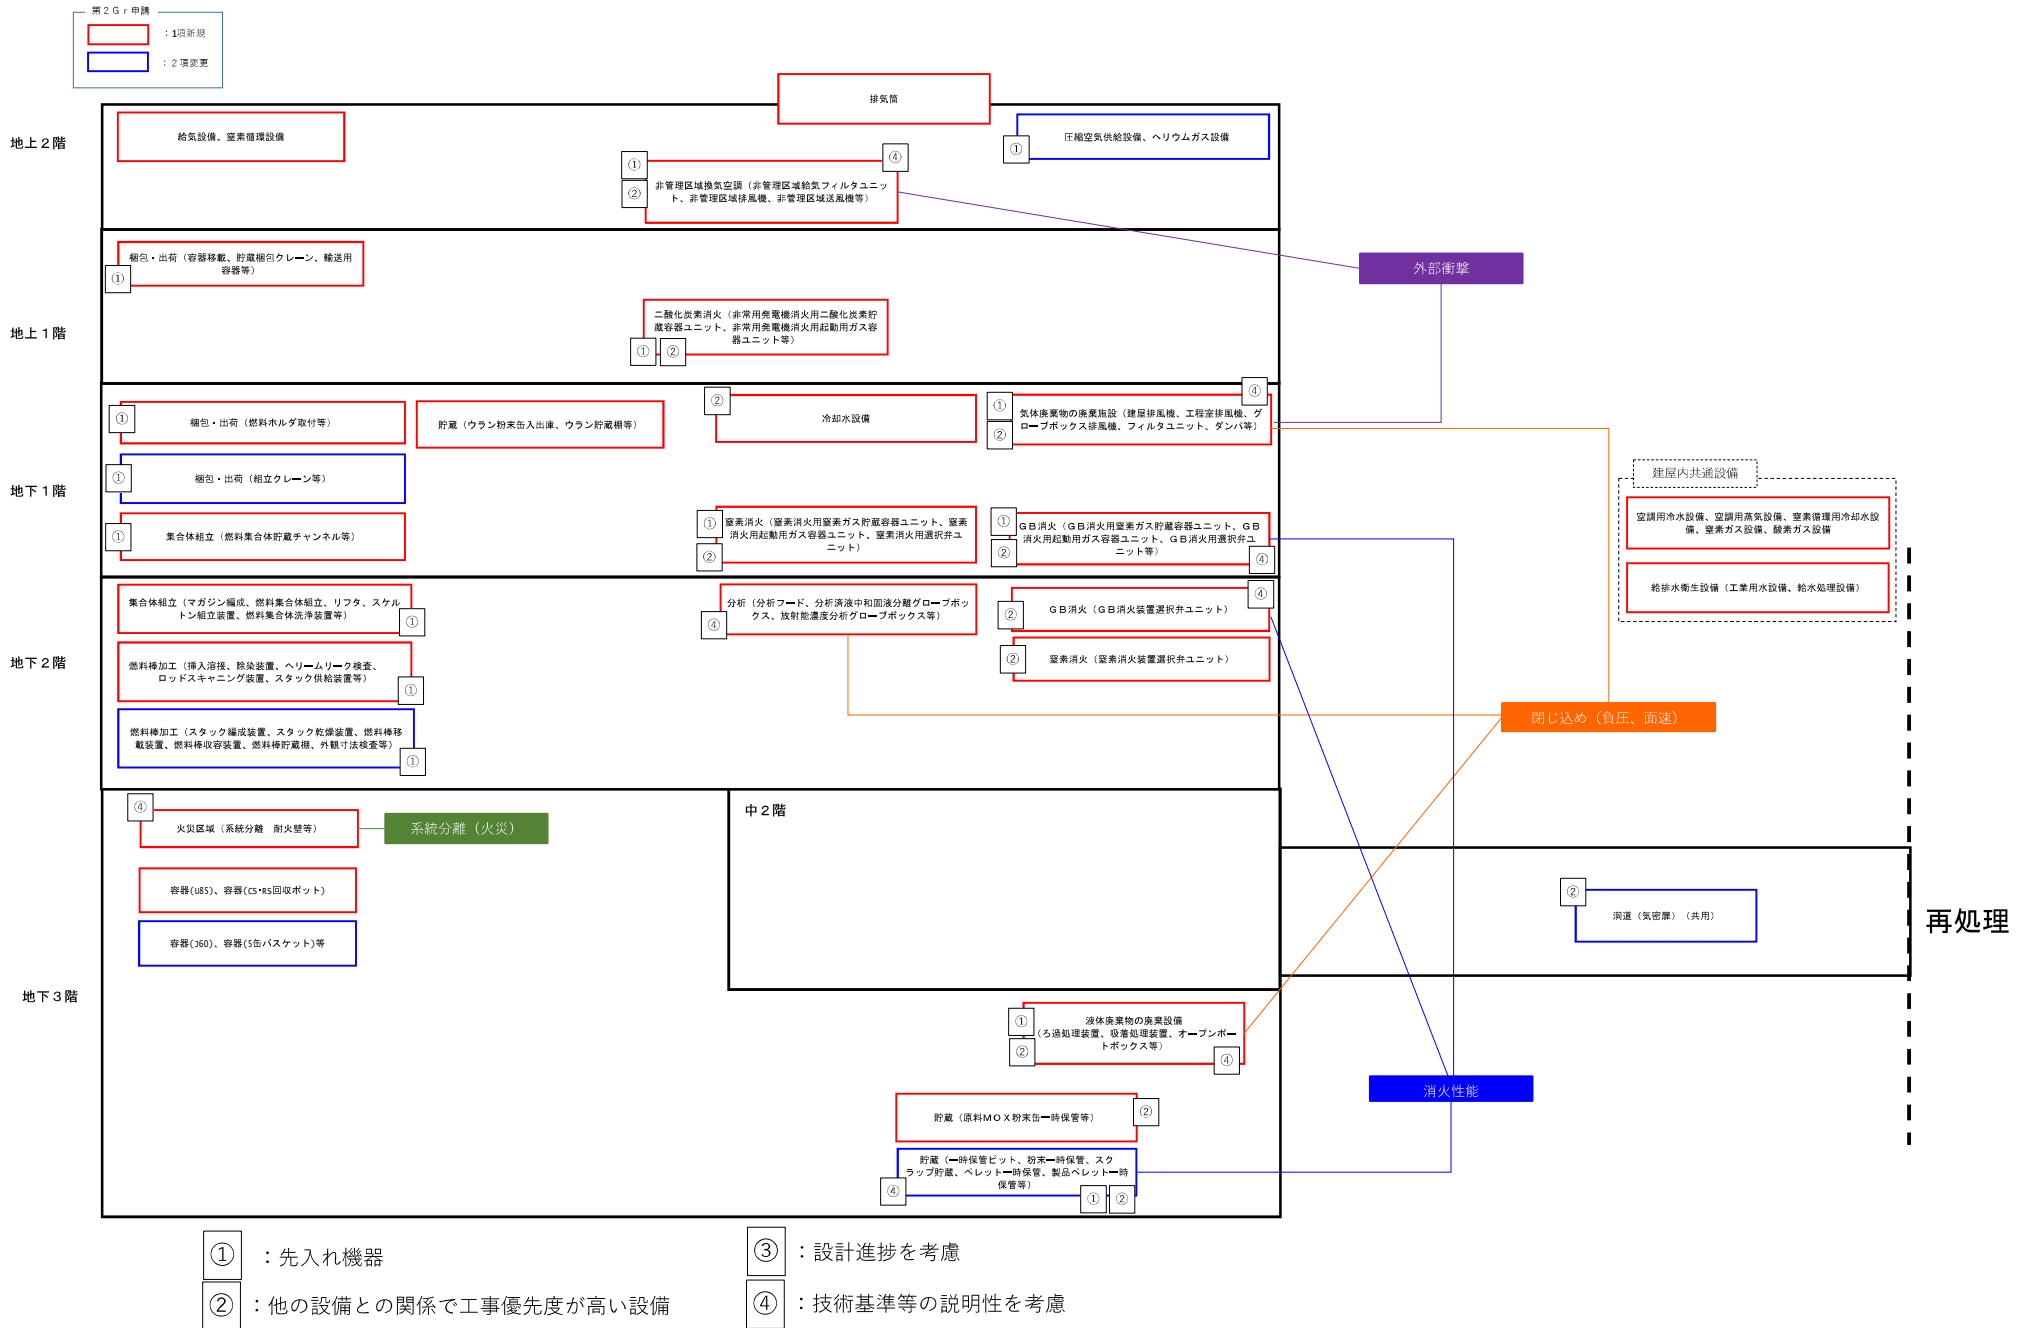 第２Ｇｒ申請
：1項新規
：２項変更
排気筒
地上２階
給気設備、窒素循環設備
圧縮空気供給設備、ヘリウムガス設備
①
①
④
②
非管理区域換気空調（非管理区域給気フィルタユニッ
ト、非管理区域排風機、非管理区域送風機等）
地上１階
梱包・出荷（容器移載、貯蔵梱包クレーン、輸送用
容器等）
①
外部衝撃
二酸化炭素消火（非常用発電機消火用二酸化炭素貯
蔵容器ユニット、非常用発電機消火用起動用ガス容
器ユニット等）
①
②
地下１階
①
梱包・出荷（燃料ホルダ取付等）
貯蔵（ウラン粉末缶入出庫、ウラン貯蔵棚等）
②
冷却水設備
①
②
④
気体廃棄物の廃棄施設（建屋排風機、工程室排風機、グ
ローブボックス排風機、フィルタユニット、ダンパ等）
①
梱包・出荷（組立クレーン等）
①
集合体組立（燃料集合体貯蔵チャンネル等）
①
②
窒素消火（窒素消火用窒素ガス貯蔵容器ユニット、窒素
消火用起動用ガス容器ユニット、窒素消火用選択弁ユ
ニット）
①
②
④
ＧＢ消火（ＧＢ消火用窒素ガス貯蔵容器ユニット、ＧＢ
消火用起動用ガス容器ユニット、ＧＢ消火用選択弁ユ
ニット等）
建屋内共通設備
空調用冷水設備、空調用蒸気設備、窒素循環用冷却水設
備、窒素ガス設備、酸素ガス設備
給排水衛生設備（工業用水設備、給水処理設備）
地下２階
集合体組立（マガジン編成、燃料集合体組立、リフタ、スケル
トン組立装置、燃料集合体洗浄装置等）
①
燃料棒加工（挿入溶接、除染装置、ヘリームリーク検査、
ロッドスキャニング装置、スタック供給装置等）
①
燃料棒加工（スタック編成装置、スタック乾燥装置、燃料棒移
載装置、燃料棒収容装置、燃料棒貯蔵棚、外観寸法検査等）
①
④
分析（分析フード、分析済液中和固液分離グローブボッ
クス、放射能濃度分析グローブボックス等）
②
④
ＧＢ消火（ＧＢ消火装置選択弁ユニット）
②
窒素消火（窒素消火装置選択弁ユニット）
閉じ込め（負圧、面速）
地下３階
④
火災区域（系統分離　耐火壁等）
系統分離（火災）
容器(U85)、容器(CS・RS回収ポット)
容器(J60)、容器(5缶バスケット)等
中２階
②
洞道（気密扉）（共用）
再処理
①
②
④
液体廃棄物の廃棄設備
（ろ過処理装置、吸着処理装置、オープンポー
トボックス等）
消火性能
貯蔵（原料ＭＯＸ粉末缶一時保管等）
②
貯蔵（一時保管ピット、粉末一時保管、スク
ラップ貯蔵、ペレット一時保管、製品ペレット一時
保管等）
④
①
②
①
：先入れ機器
②
：他の設備との関係で工事優先度が高い設備
③
：設計進捗を考慮
④
：技術基準等の説明性を考慮